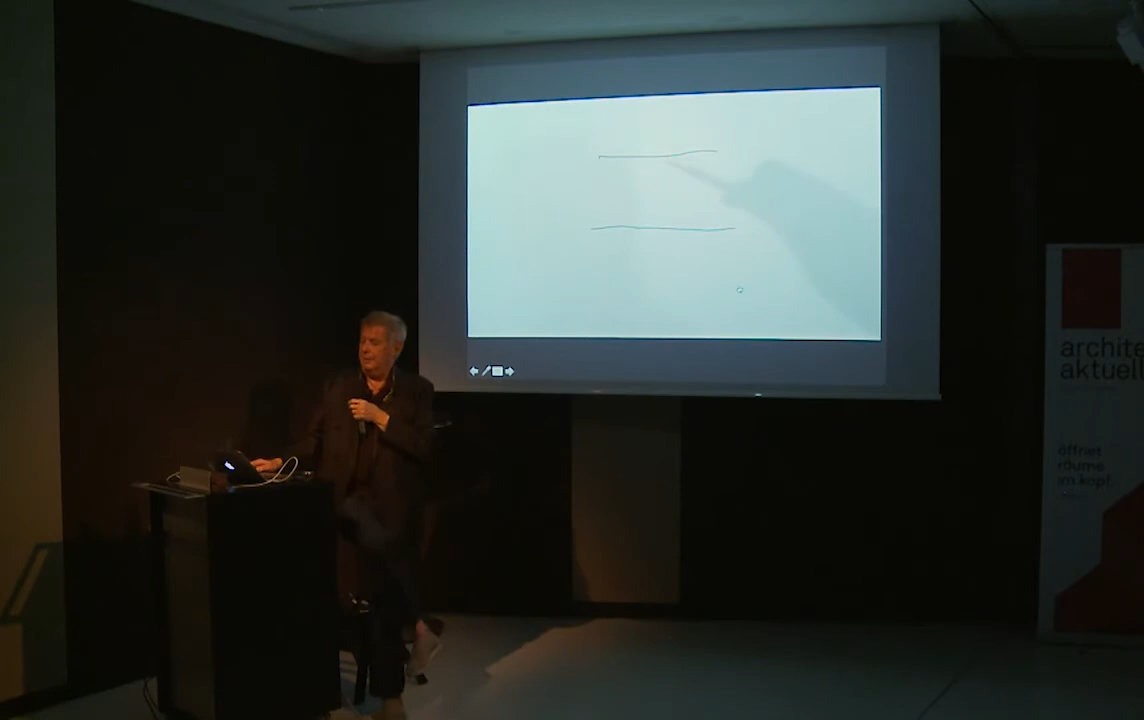 archite
aktuell
öffnet
räume
im kopf.